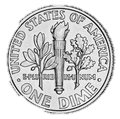 UNITED STATES OF AMERICA
E·PLURIBUS UNUM
· ONE DIME ·